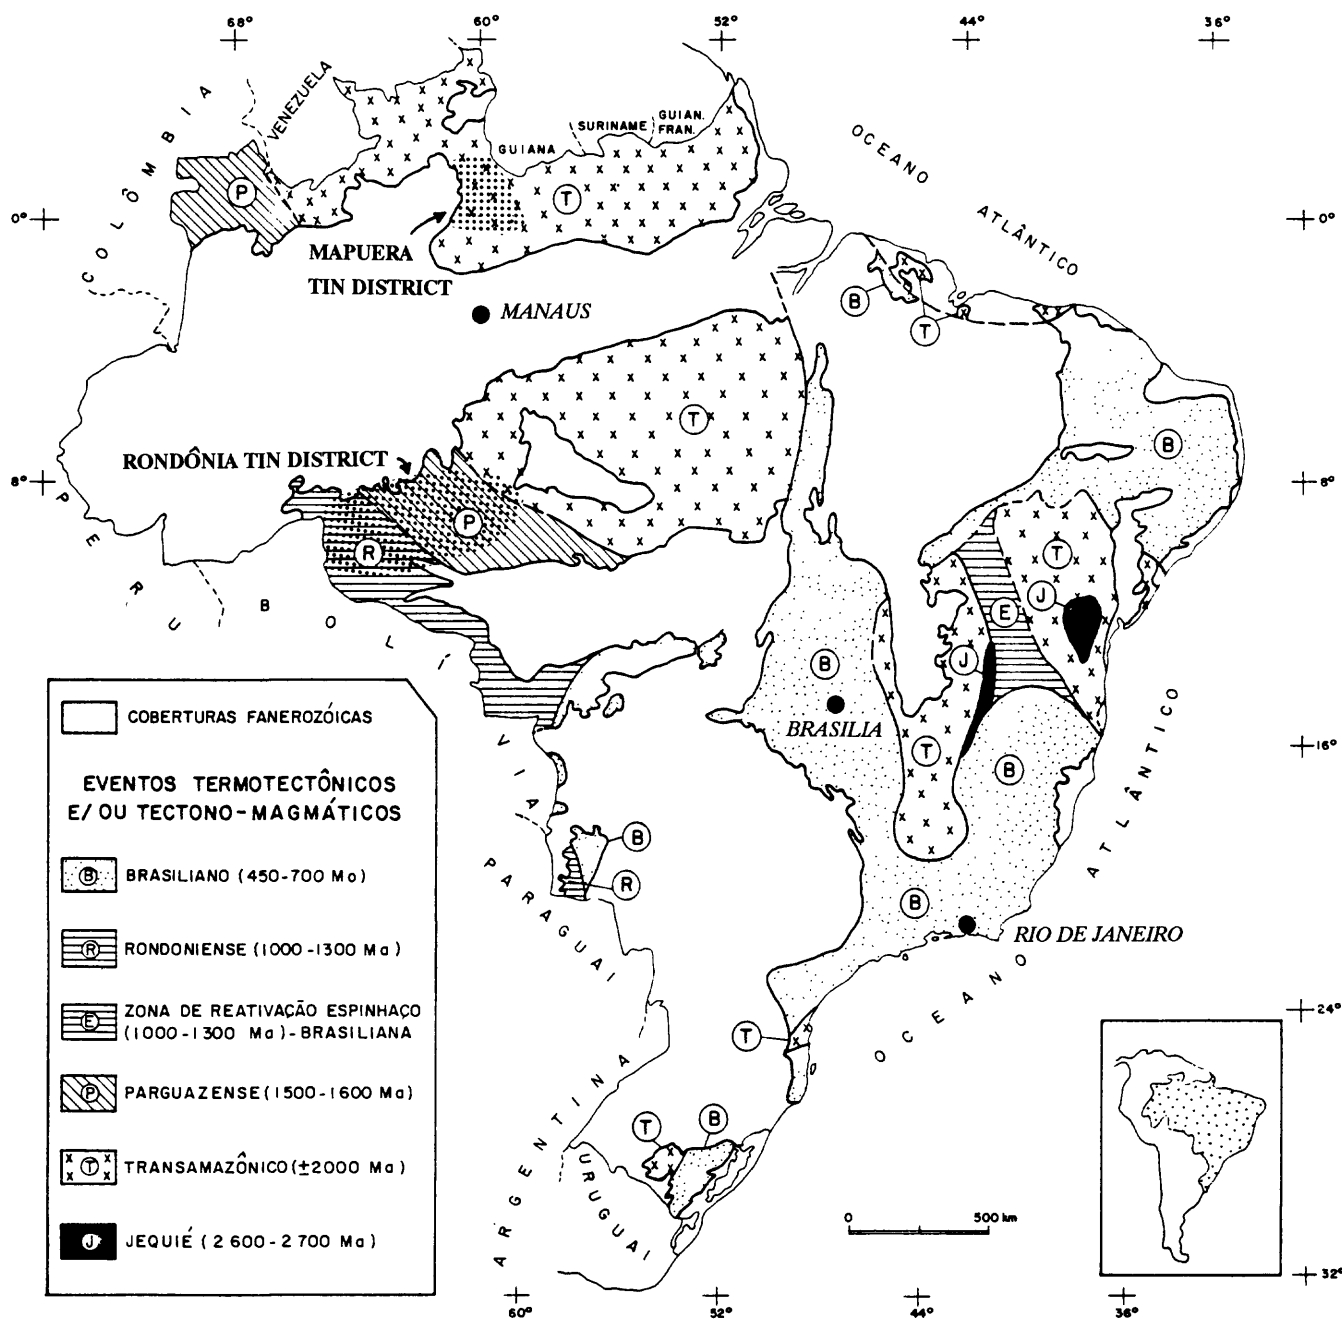 68°
60°
52°
44°
36°
COLÔMBIA
VENEZUELA
GUIANA
SURINAME
GUIAN.
FRAN.
OCEANO
ATLÂNTICO
P
T
0°
0°
MAPUERA
TIN DISTRICT
MANAUS
B
T
T
B
RONDÔNIA TIN DISTRICT
8°
8°
P
R
T
J
E
PERU
BOLÍVIA
B
J
BRASILIA
T
B
16°
ATLÂNTICO
OCEANO
B
R
PARAGUAI
B
RIO DE JANEIRO
24°
T
ARGENTINA
T
B
URUGUAI
0
500 km
32°
60°
52°
44°
36°
COBERTURAS FANEROZÓICAS
EVENTOS TERMOTECTÔNICOS
E/OU TECTONO-MAGMÁTICOS
B BRASILIANO (450-700 Ma)
R RONDONIENSE (1000-1300 Ma)
E ZONA DE REATIVAÇÃO ESPINHAÇO
(1000-1300 Ma)-BRASILIANA
P PARGUAZENSE (1500-1600 Ma)
T TRANSAMAZÔNICO (±2000 Ma)
J JEQUIÉ (2600-2700 Ma)